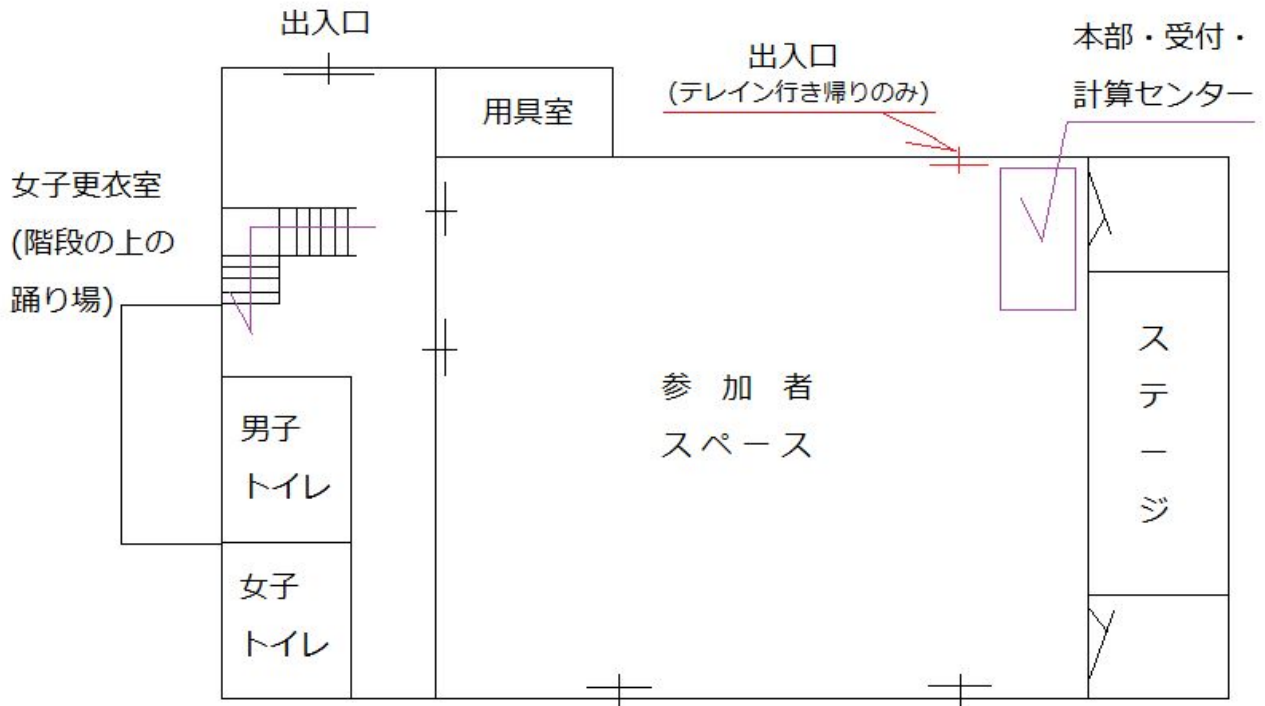 出入口
用具室
出入口
(テレイン行き帰りのみ)
本部・受付・
計算センター
女子更衣室
(階段の上の
踊り場)
参加者
スペース
ステージ
男子
トイレ
女子
トイレ